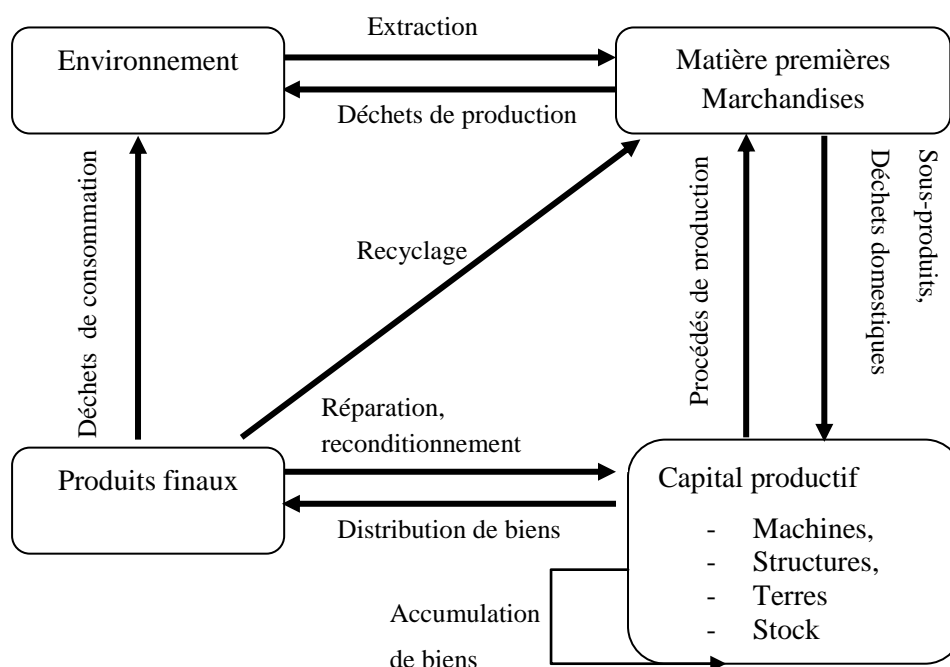 Extraction
Environnement
Matière premières
Marchandises
Déchets de production
Déchets  de consommation
Recyclage
Procédés de production
Sous-produits,
Déchets domestiques
Réparation,
reconditionnement
Produits finaux
Distribution de biens
Capital productif
- Machines,
- Structures,
- Terres
- Stock
Accumulation
de biens